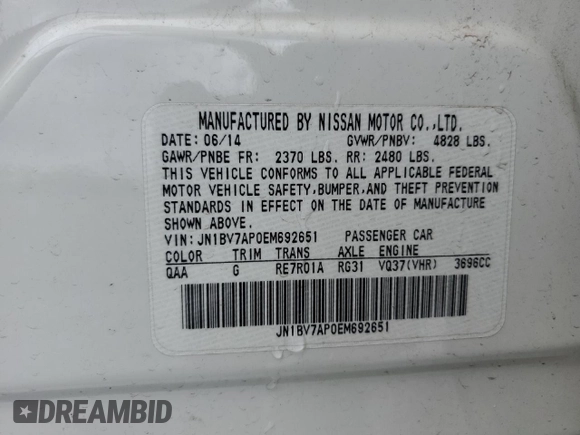 MANUFACTURED BY NISSAN MOTOR CO.,LTD.
DATE: 06/14 GVWR/PNBV: 4828 LBS.
GAWR/PNBE FR: 2370 LBS. RR: 2480 LBS.
THIS VEHICLE CONFORMS TO ALL APPLICABLE FEDERAL
MOTOR VEHICLE SAFETY,BUMPER,AND THEFT PREVENTION
STANDARDS IN EFFECT ON THE DATE OF MANUFACTURE
SHOWN ABOVE.
VIN: JN1BV7AP0EM692651 PASSENGER CAR
COLOR TRIM TRANS AXLE ENGINE
QAA G RE7R01A RG31 VQ37(VHR) 3696CC
JN1BV7AP0EM692651
DREAMBID